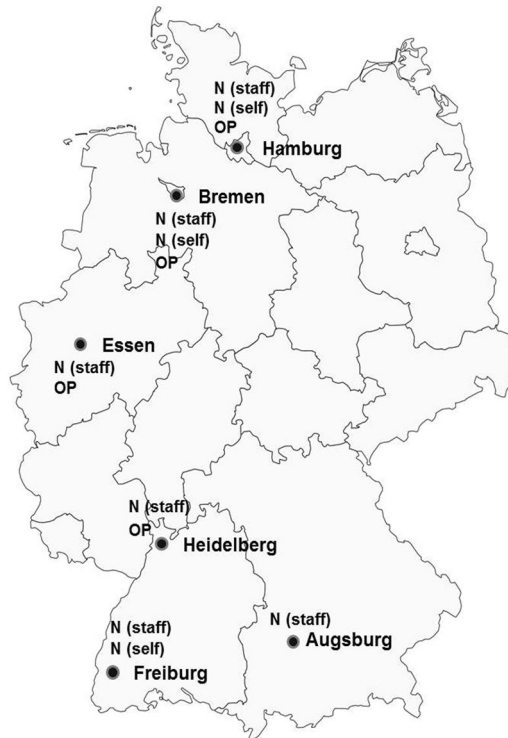 N (staff)
N (self)
OP
Hamburg
Bremen
N (staff)
N (self)
OP
Essen
N (staff)
OP
N (staff)
OP
Heidelberg
N (staff)
Augsburg
N (staff)
N (self)
Freiburg